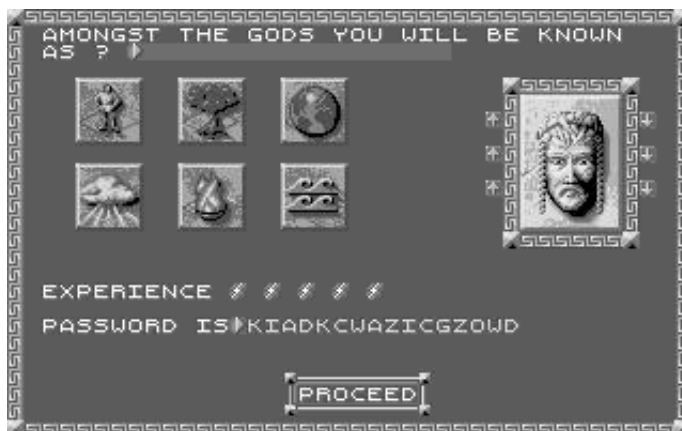 AMONGST THE GODS YOU WILL BE KNOWN
AS ?
EXPERIENCE
PASSWORD IS KIADKCWAZICGZOWD
PROCEED